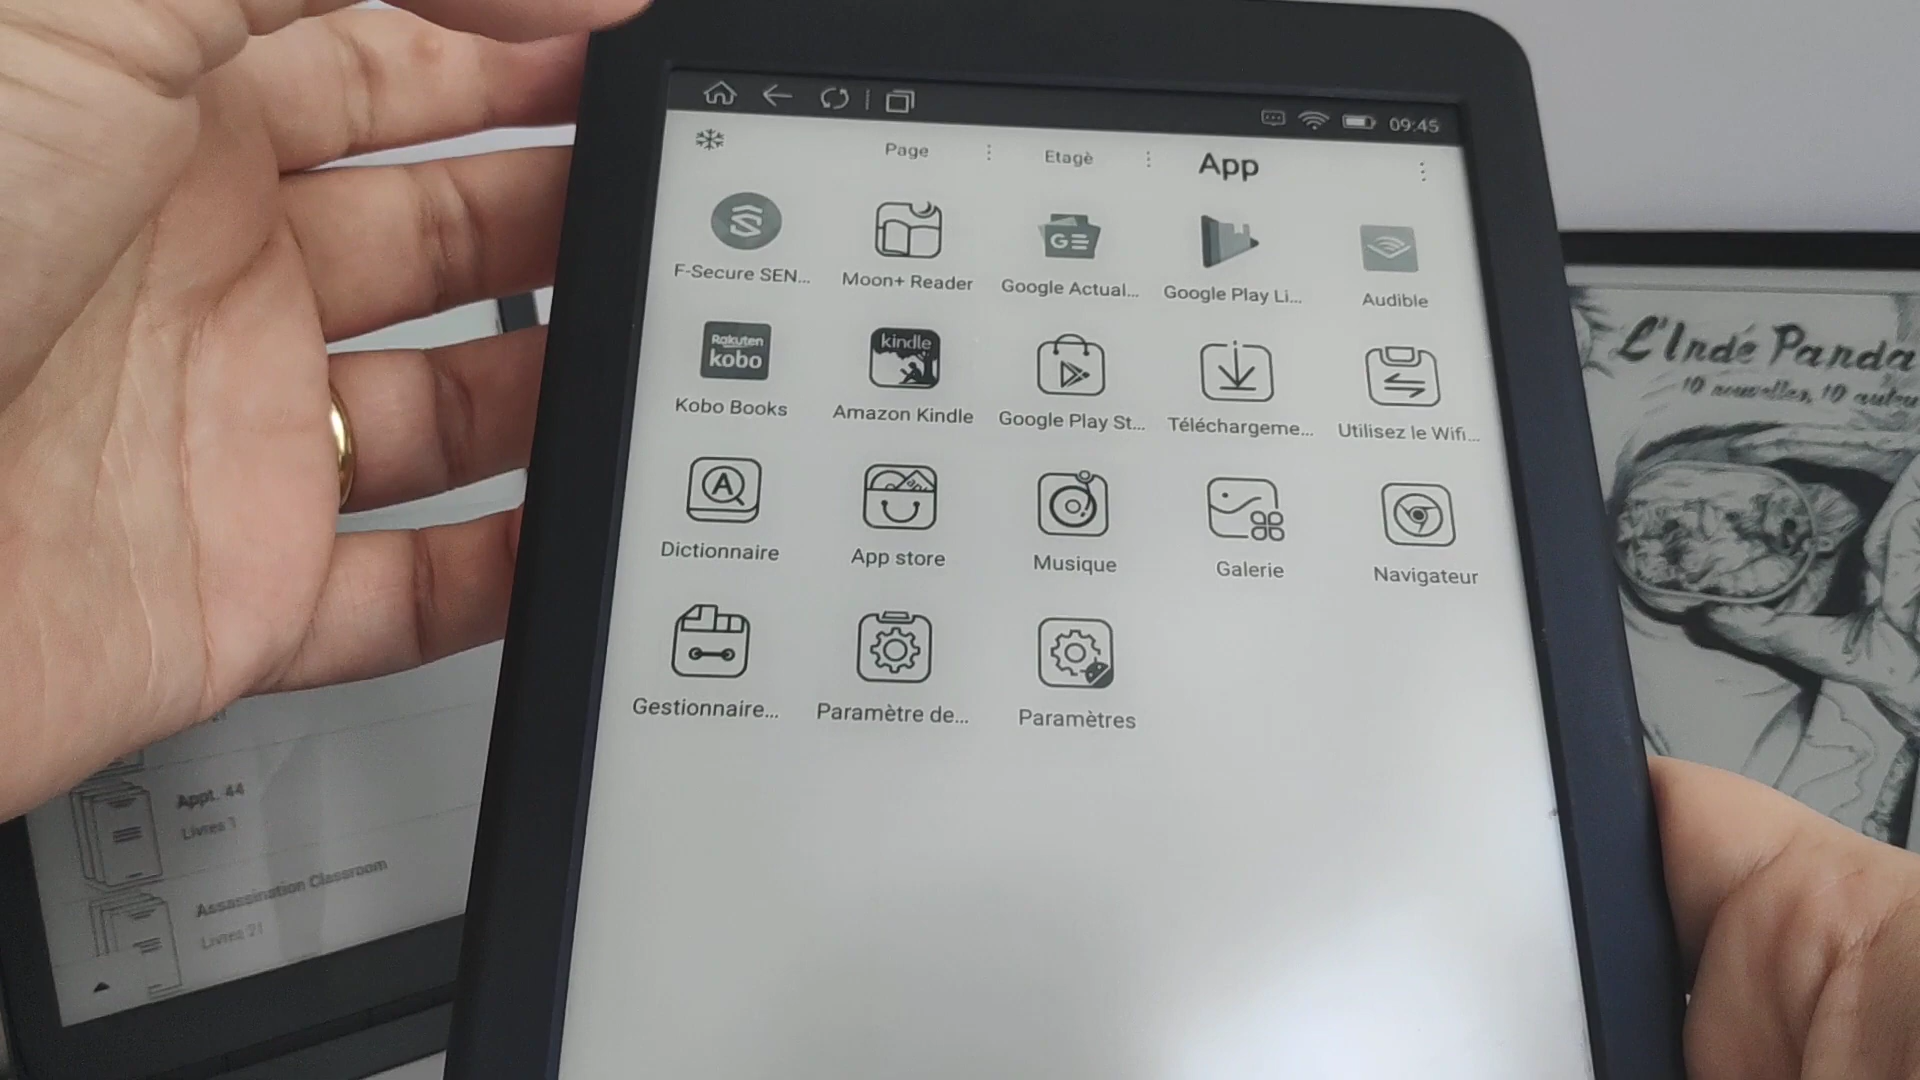 09:45
Page
Etagè
App
F-Secure SEN...
Moon+ Reader
Google Actual...
Google Play Li...
Audible
Rakuten
kobo
kindle
Kobo Books
Amazon Kindle
Google Play St...
Téléchargeme...
Utilisez le Wifi...
A
Dictionnaire
App store
Musique
Galerie
Navigateur
Gestionnaire...
Paramètre de...
Paramètres
Appt. 44
Livres 1
Assassination Classroom
Livres 21
L'Indé Panda
10 nouvelles, 10 auteu